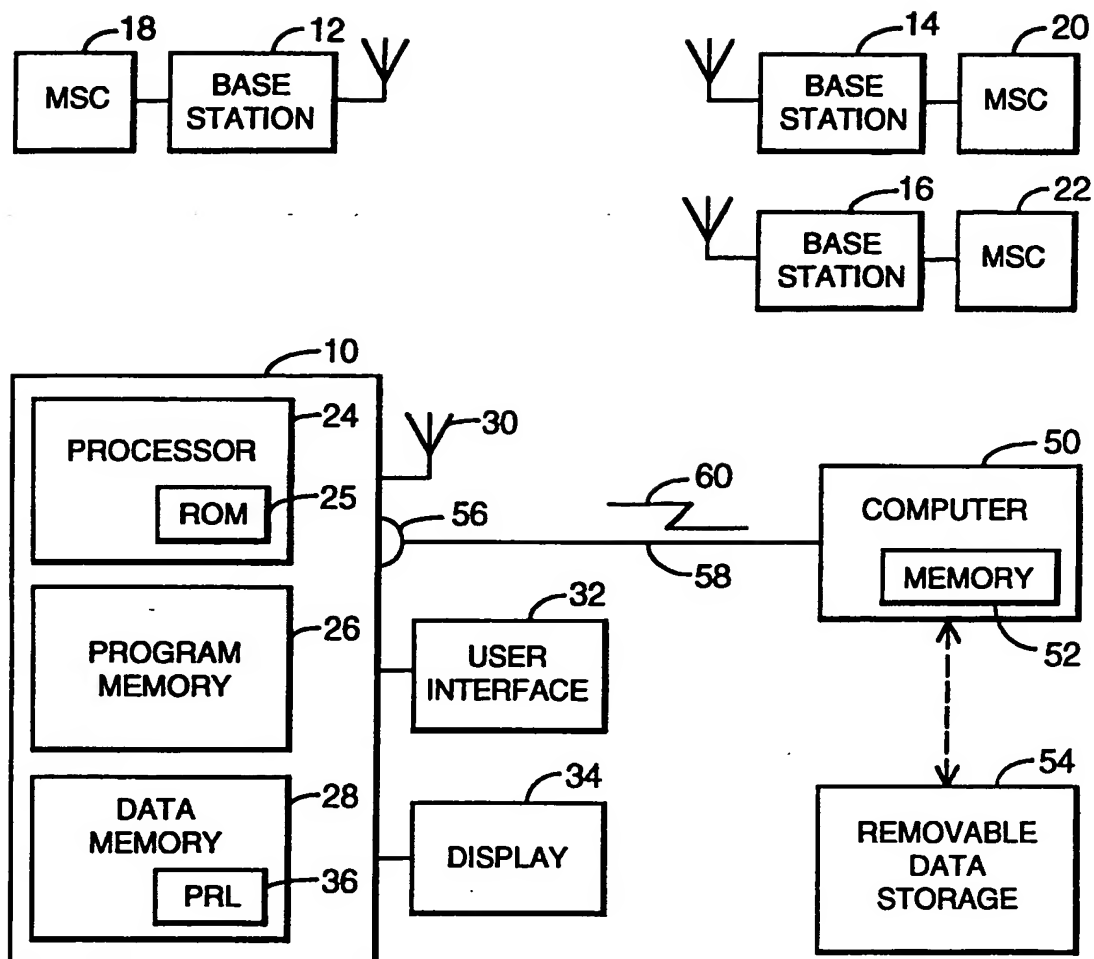 18
12
14
20
MSC
BASE
STATION
BASE
STATION
MSC
16
22
BASE
STATION
MSC
10
24
PROCESSOR
ROM
25
30
56
60
58
50
COMPUTER
MEMORY
52
26
PROGRAM
MEMORY
32
USER
INTERFACE
28
DATA
MEMORY
PRL
36
34
DISPLAY
54
REMOVABLE
DATA
STORAGE